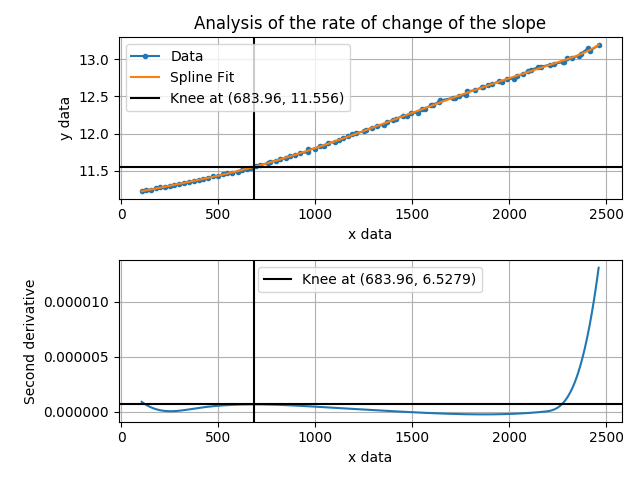 Analysis of the rate of change of the slope
Data
Spline Fit
Knee at (683.96, 11.556)
y data
13.0
12.5
12.0
11.5
0 500 1000 1500 2000 2500
x data
Knee at (683.96, 6.5279)
Second derivative
0.000010
0.000005
0.000000
0 500 1000 1500 2000 2500
x data